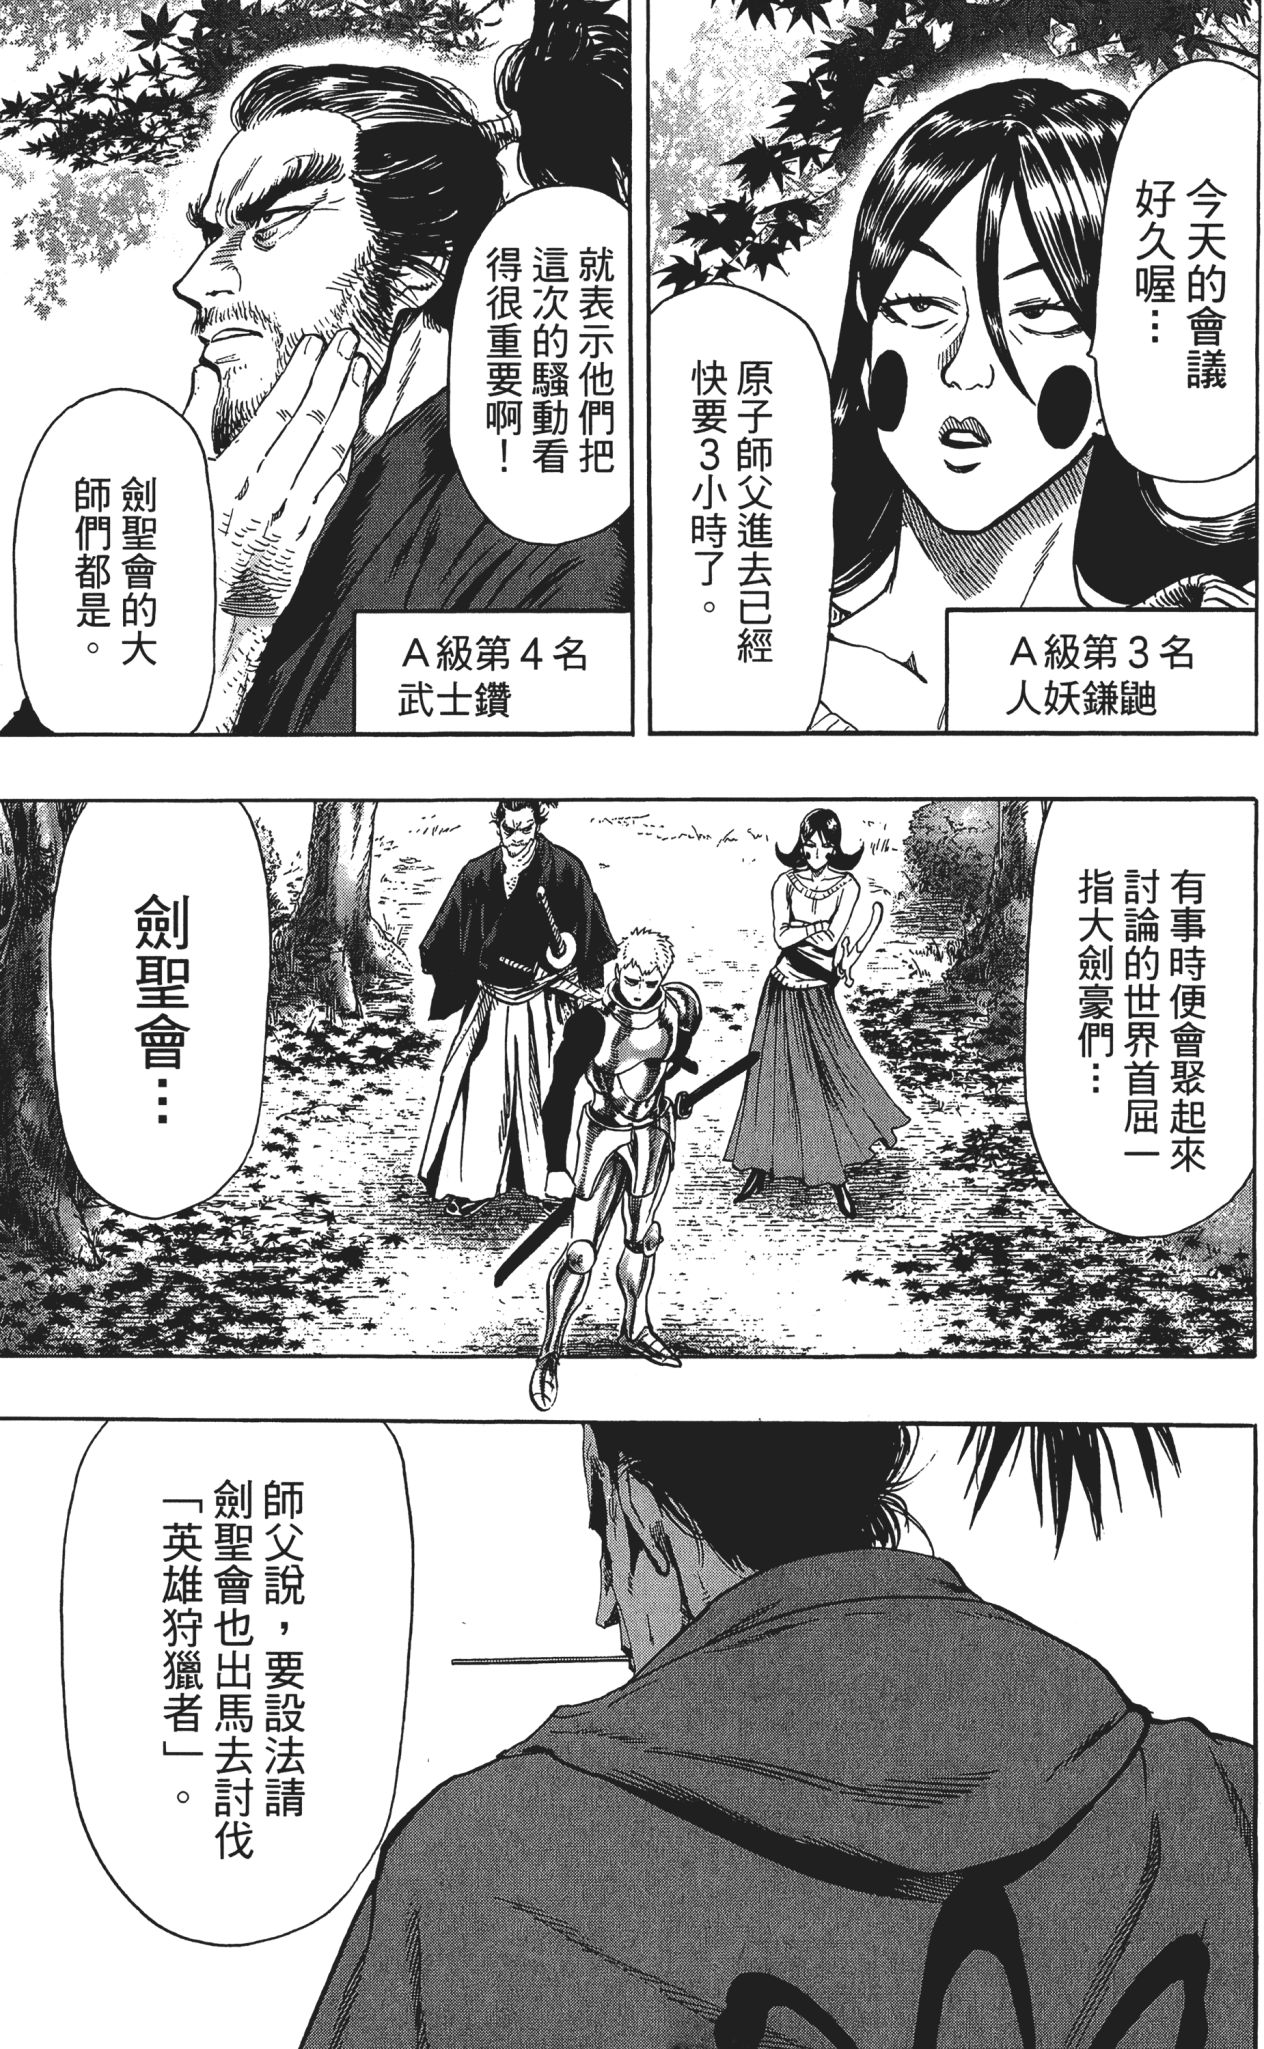 今天的會議
好久喔…
原子師父進去已經
快要3小時了。
A級第3名
人妖鎌鼬
就表示他們把
這次的騷動看
得很重要啊！
劍聖會的大
師們都是。
A級第4名
武士鑽
有事時便會聚起來
討論的世界首屈一
指大劍豪們…
劍聖會…
師父說，要設法請
劍聖會也出馬去討伐
「英雄狩獵者」。